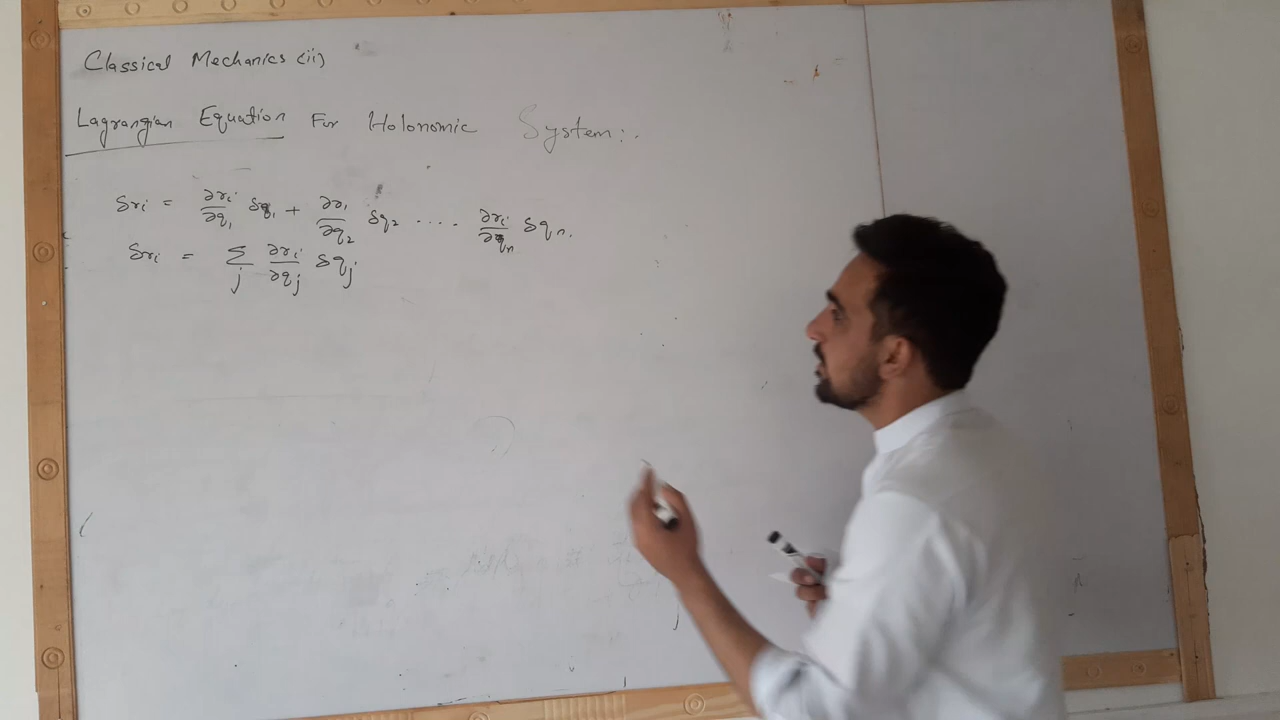 Classical Mechanics (ii)
Lagrangian Equation For Holonomic System:.
δri = ∂ri/∂q1 δq1 + ∂r1/∂q2 δq2 .... ∂ri/∂qn δqn.
δri = Σj ∂ri/∂qj δqj